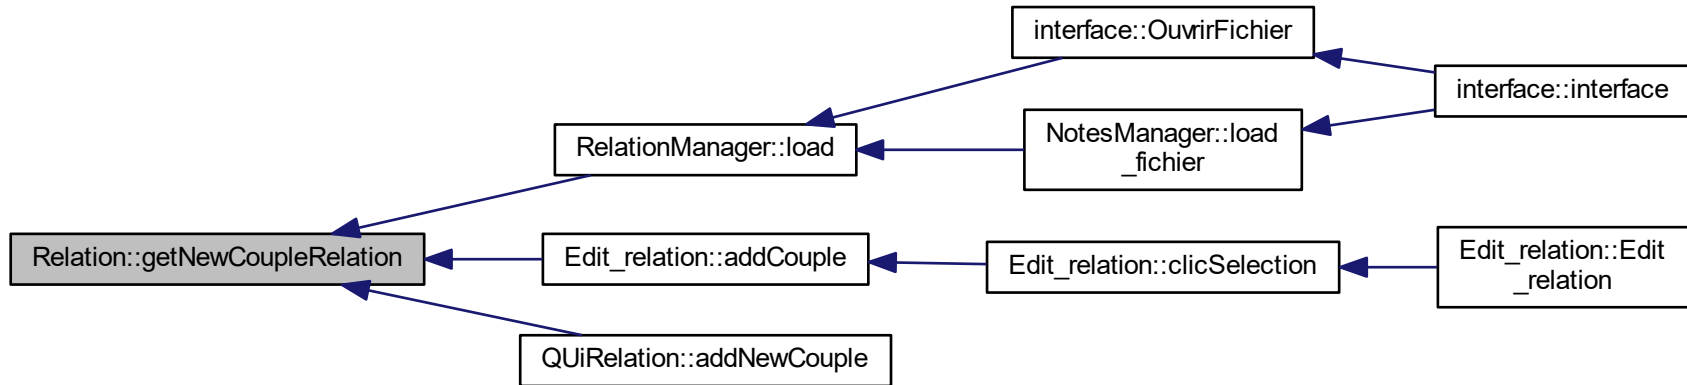 interface::OuvrirFichier
interface::interface
RelationManager::load
NotesManager::load
_fichier
Relation::getNewCoupleRelation
Edit_relation::addCouple
Edit_relation::clicSelection
Edit_relation::Edit
_relation
QUiRelation::addNewCouple